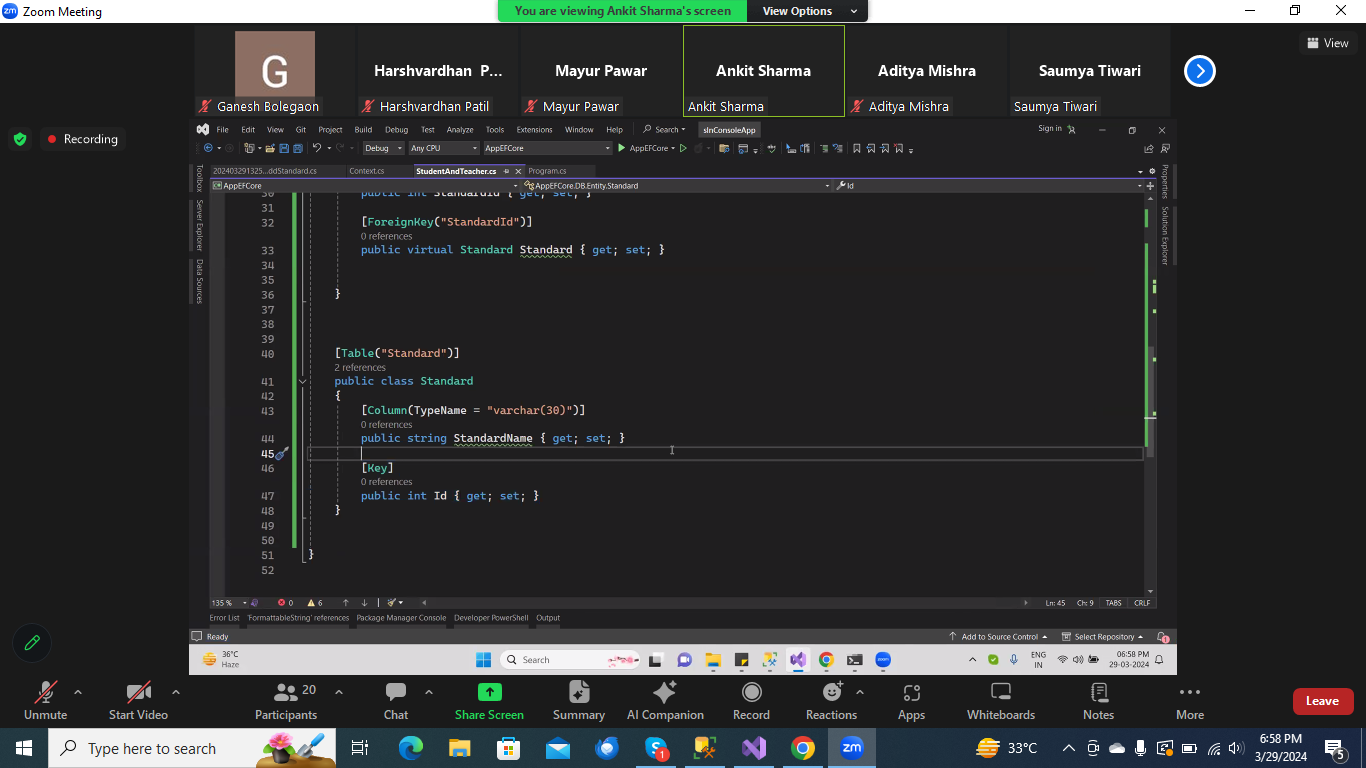 Zoom Meeting
You are viewing Ankit Sharma's screen View Options
G
Harshvardhan P... Mayur Pawar Ankit Sharma Aditya Mishra Saumya Tiwari
View
Ganesh Bolegaon Harshvardhan Patil Mayur Pawar Ankit Sharma Aditya Mishra Saumya Tiwari
Recording
File Edit View Git Project Build Debug Test Analyze Tools Extensions Window Help Search slnConsoleApp Sign in
Debug Any CPU AppEFCore AppEFCore
202403291325...ddStandard.cs Context.cs StudentAndTeacher.cs Program.cs
AppEFCore AppEFCore.DB.Entity.Standard Id
Toolbox
Server Explorer
Data Sources
Properties
Solution Explorer
30 public int StandardId { get; set; }
31
32 [ForeignKey("StandardId")]
0 references
33 public virtual Standard Standard { get; set; }
34
35
36 }
37
38
39
40 [Table("Standard")]
2 references
41 public class Standard
42 {
43 [Column(TypeName = "varchar(30)")]
0 references
44 public string StandardName { get; set; }
45
46 [Key]
0 references
47 public int Id { get; set; }
48 }
49
50
51 }
52
135 % 0 6 Ln: 45 Ch: 9 TABS CRLF
Error List 'FormattableString' references Package Manager Console Developer PowerShell Output
Ready Add to Source Control Select Repository 1
36°C
Haze
Search
ENG
IN
06:58 PM
29-03-2024
Unmute Start Video Participants 20 Chat Share Screen Summary AI Companion Record Reactions Apps Whiteboards Notes More Leave
Type here to search 1 zm 33°C 6:58 PM
3/29/2024 5